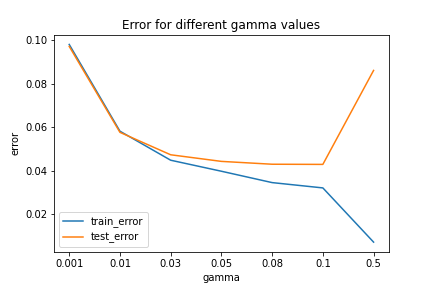 Error for different gamma values
0.10
0.08
0.06
0.04
0.02
error
train_error
test_error
0.001 0.01 0.03 0.05 0.08 0.1 0.5
gamma